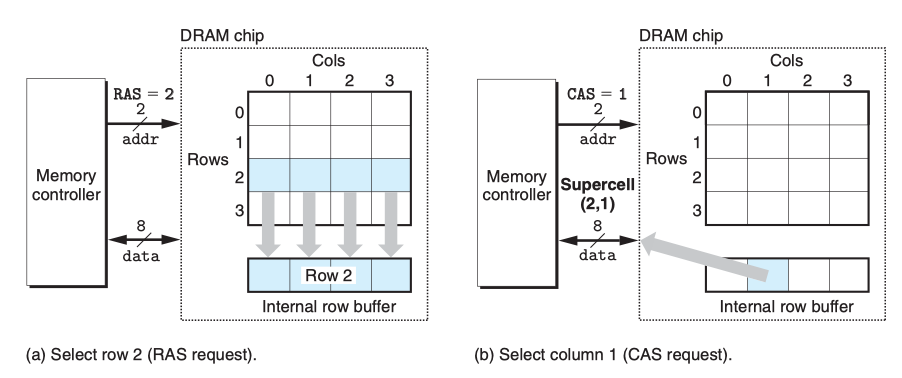 DRAM chip
Cols
0 1 2 3
RAS = 2
2
addr
Rows
0
1
2
3
Memory
controller
8
data
Row 2
Internal row buffer
(a) Select row 2 (RAS request).
DRAM chip
Cols
0 1 2 3
CAS = 1
2
addr
Rows
0
1
2
3
Memory
controller
Supercell
(2,1)
8
data
Internal row buffer
(b) Select column 1 (CAS request).